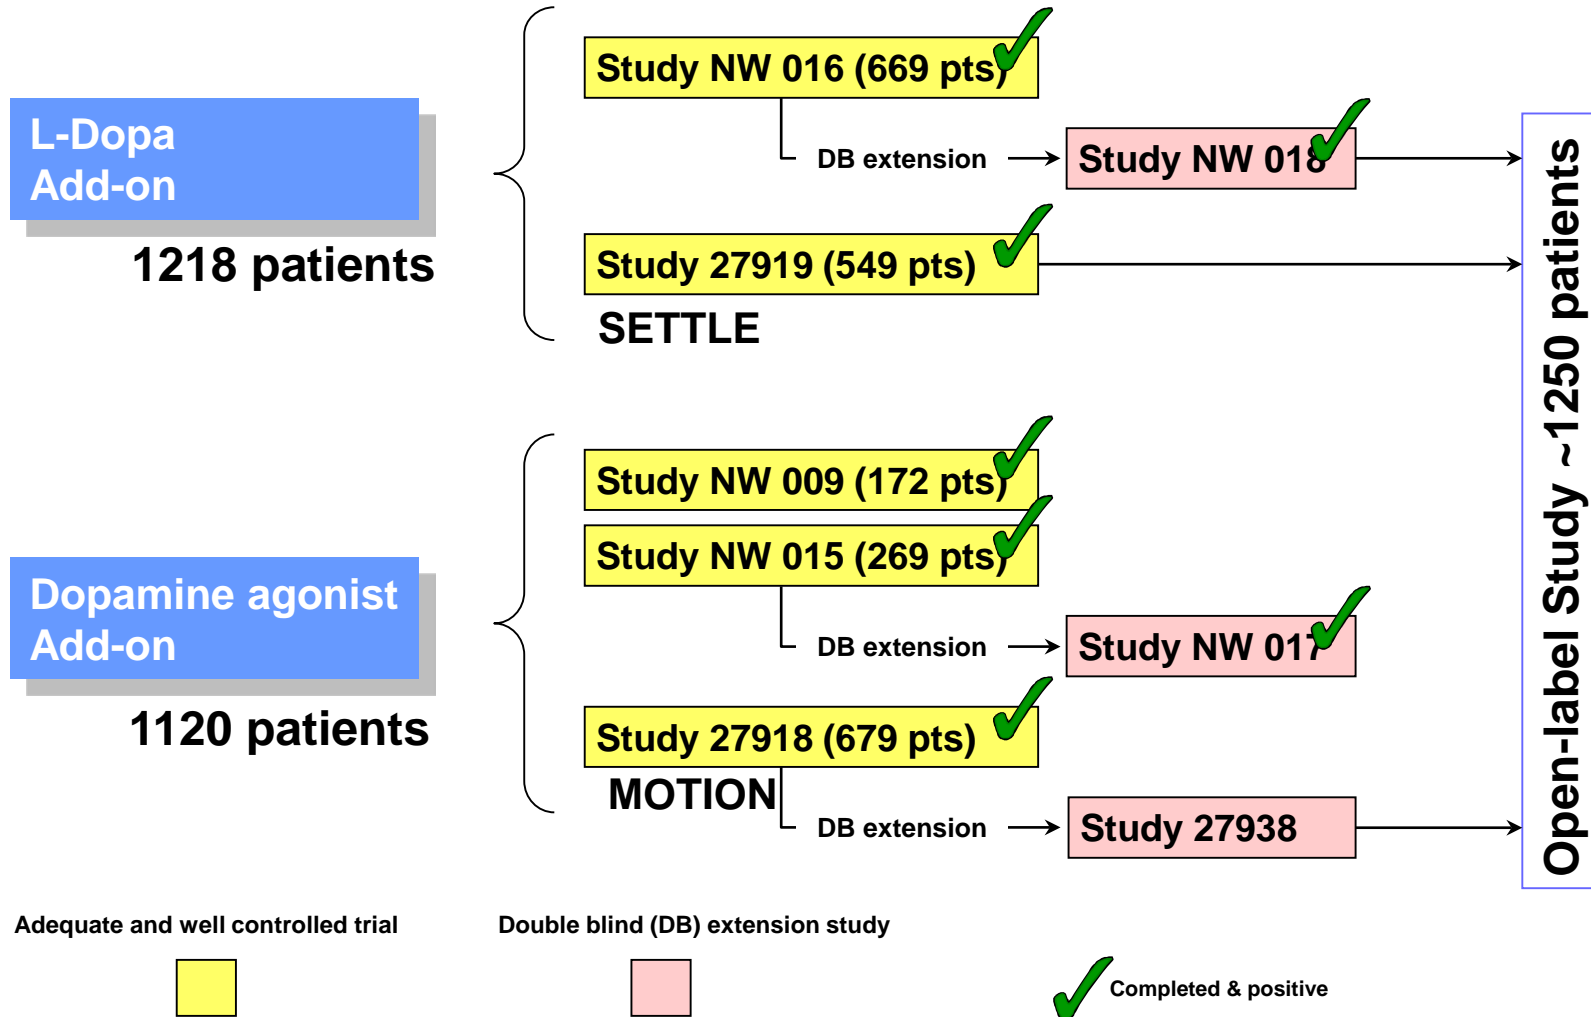 L-Dopa
Add-on
1218 patients
Study NW 016 (669 pts)
DB extension
Study NW 018
Study 27919 (549 pts)
SETTLE
Dopamine agonist
Add-on
1120 patients
Study NW 009 (172 pts)
Study NW 015 (269 pts)
DB extension
Study NW 017
Study 27918 (679 pts)
MOTION
DB extension
Study 27938
Open-label Study ~1250 patients
Adequate and well controlled trial
Double blind (DB) extension study
Completed & positive